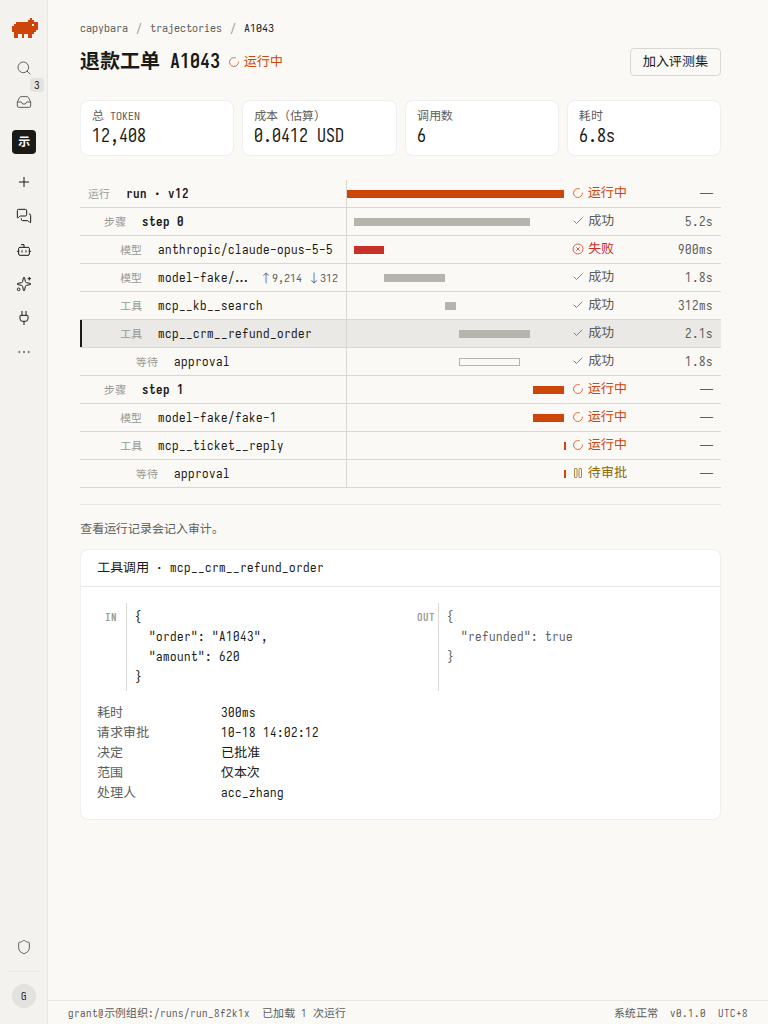 capybara / trajectories / A1043
退款工单 A1043 运行中
加入评测集
3
示
总 TOKEN
12,408
成本（估算）
0.0412 USD
调用数
6
耗时
6.8s
运行 run · v12 运行中 —
步骤 step 0 成功 5.2s
模型 anthropic/claude-opus-5-5 失败 900ms
模型 model-fake/… ↑9,214 ↓312 成功 1.8s
工具 mcp__kb__search 成功 312ms
工具 mcp__crm__refund_order 成功 2.1s
等待 approval 成功 1.8s
步骤 step 1 运行中 —
模型 model-fake/fake-1 运行中 —
工具 mcp__ticket__reply 运行中 —
等待 approval 待审批 —
查看运行记录会记入审计。
工具调用 · mcp__crm__refund_order
IN {
"order": "A1043",
"amount": 620
}
OUT {
"refunded": true
}
耗时 300ms
请求审批 10-18 14:02:12
决定 已批准
范围 仅本次
处理人 acc_zhang
G
grant@示例组织:/runs/run_8f2k1x 已加载 1 次运行
系统正常 v0.1.0 UTC+8